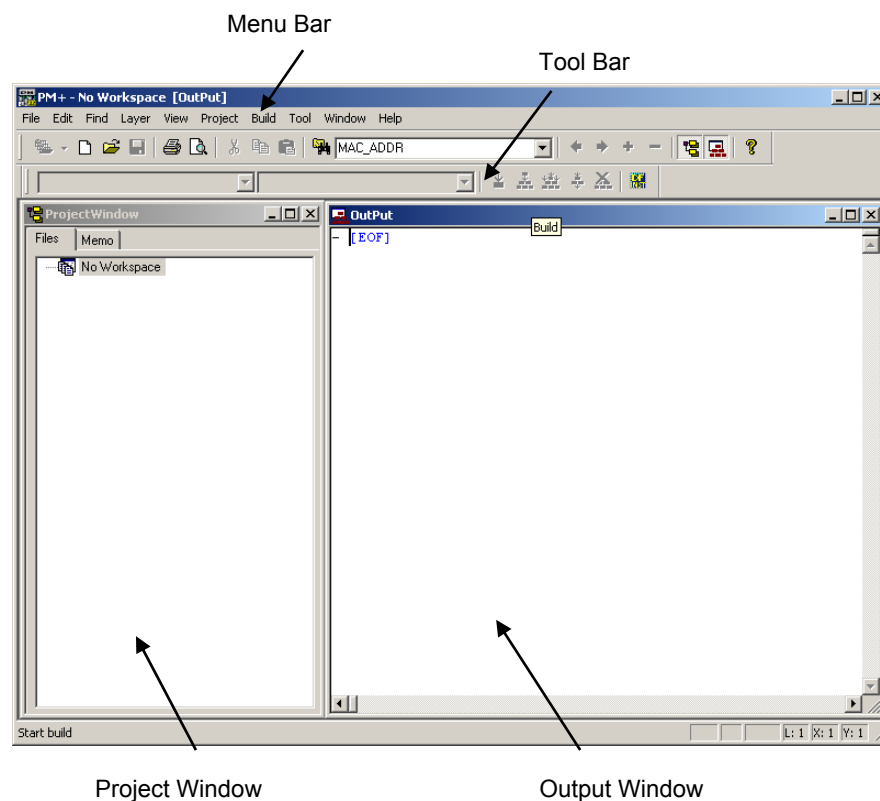 Menu Bar
Tool Bar
PM+ - No Workspace [OutPut]
File Edit Find Layer View Project Build Tool Window Help
MAC_ADDR
ProjectWindow
OutPut
Files Memo
Build
[EOF]
No Workspace
Start build
L: 1 X: 1 Y: 1
Project Window
Output Window